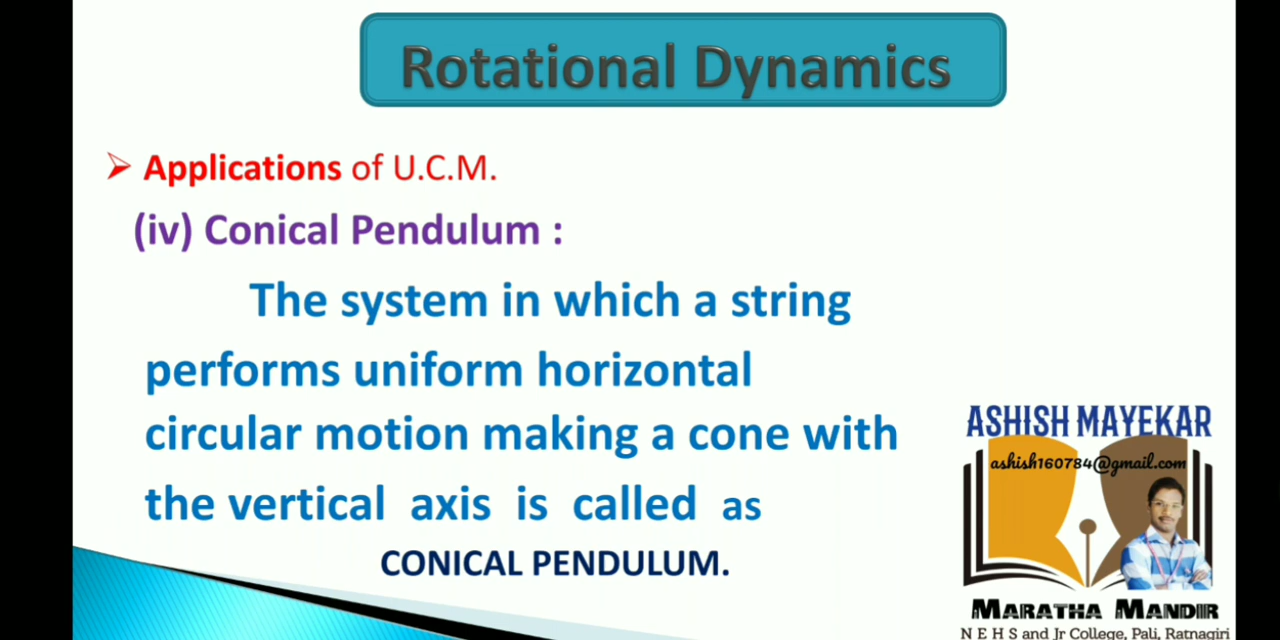 Rotational Dynamics
➢ Applications of U.C.M.
(iv) Conical Pendulum :
The system in which a string
performs uniform horizontal
circular motion making a cone with
the vertical axis is called as
CONICAL PENDULUM.
ASHISH MAYEKAR
ashish160784@gmail.com
MARATHA MANDIR
N E H S and Jr College, Pali, Ratnagiri